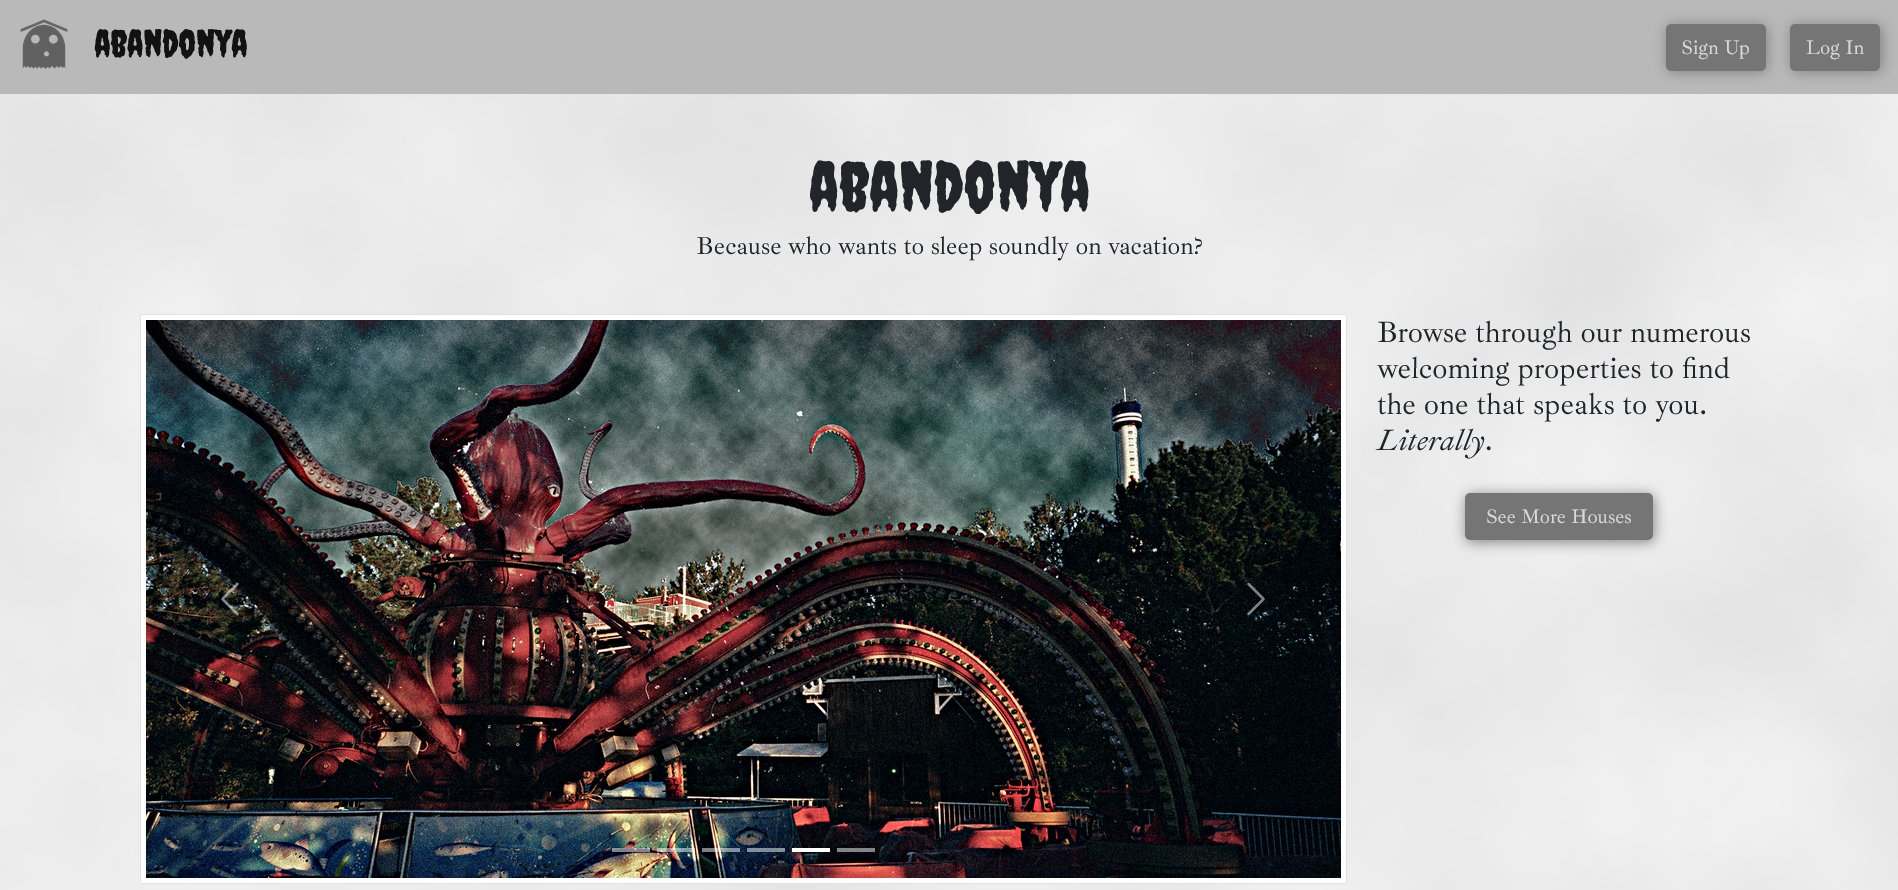 ABANDONYA
Sign Up
Log In
ABANDONYA
Because who wants to sleep soundly on vacation?
Browse through our numerous
welcoming properties to find
the one that speaks to you.
Literally.
See More Houses